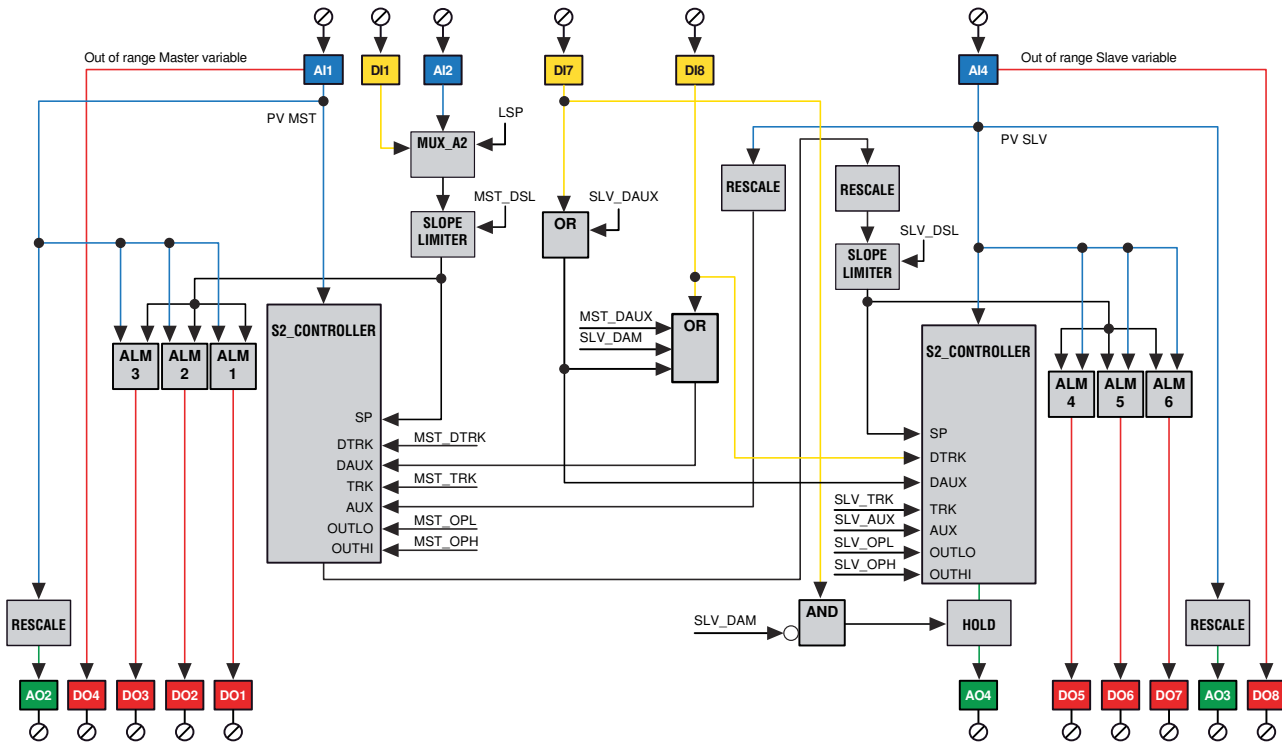 Out of range Master variable
AI1
DI1
AI2
DI7
DI8
AI4
Out of range Slave variable
PV MST
LSP
MUX_A2
PV SLV
RESCALE
RESCALE
MST_DSL
SLV_DAUX
SLOPE
LIMITER
OR
SLV_DSL
SLOPE
LIMITER
S2_CONTROLLER
MST_DAUX
SLV_DAM
OR
S2_CONTROLLER
ALM
3
ALM
2
ALM
1
ALM
4
ALM
5
ALM
6
SP
DTRK
MST_DTRK
DAUX
TRK
MST_TRK
AUX
OUTLO
MST_OPL
OUTHI
MST_OPH
SP
DTRK
DAUX
SLV_TRK
TRK
SLV_AUX
AUX
SLV_OPL
OUTLO
SLV_OPH
OUTHI
RESCALE
SLV_DAM
AND
HOLD
RESCALE
AO2
DO4
DO3
DO2
DO1
AO4
DO5
DO6
DO7
AO3
DO8